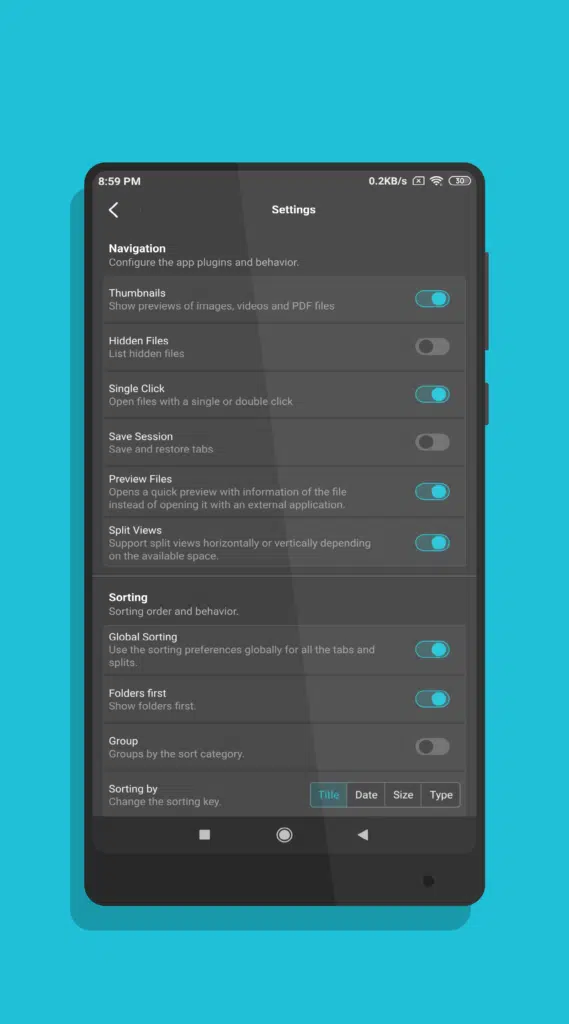 8:59 PM 0.2KB/s 30
Settings
Navigation
Configure the app plugins and behavior.
Thumbnails
Show previews of images, videos and PDF files
Hidden Files
List hidden files
Single Click
Open files with a single or double click
Save Session
Save and restore tabs
Preview Files
Opens a quick preview with information of the file
instead of opening it with an external application.
Split Views
Support split views horizontally or vertically depending
on the available space.
Sorting
Sorting order and behavior.
Global Sorting
Use the sorting preferences globally for all the tabs and
splits.
Folders first
Show folders first.
Group
Groups by the sort category.
Sorting by
Change the sorting key.
Title Date Size Type